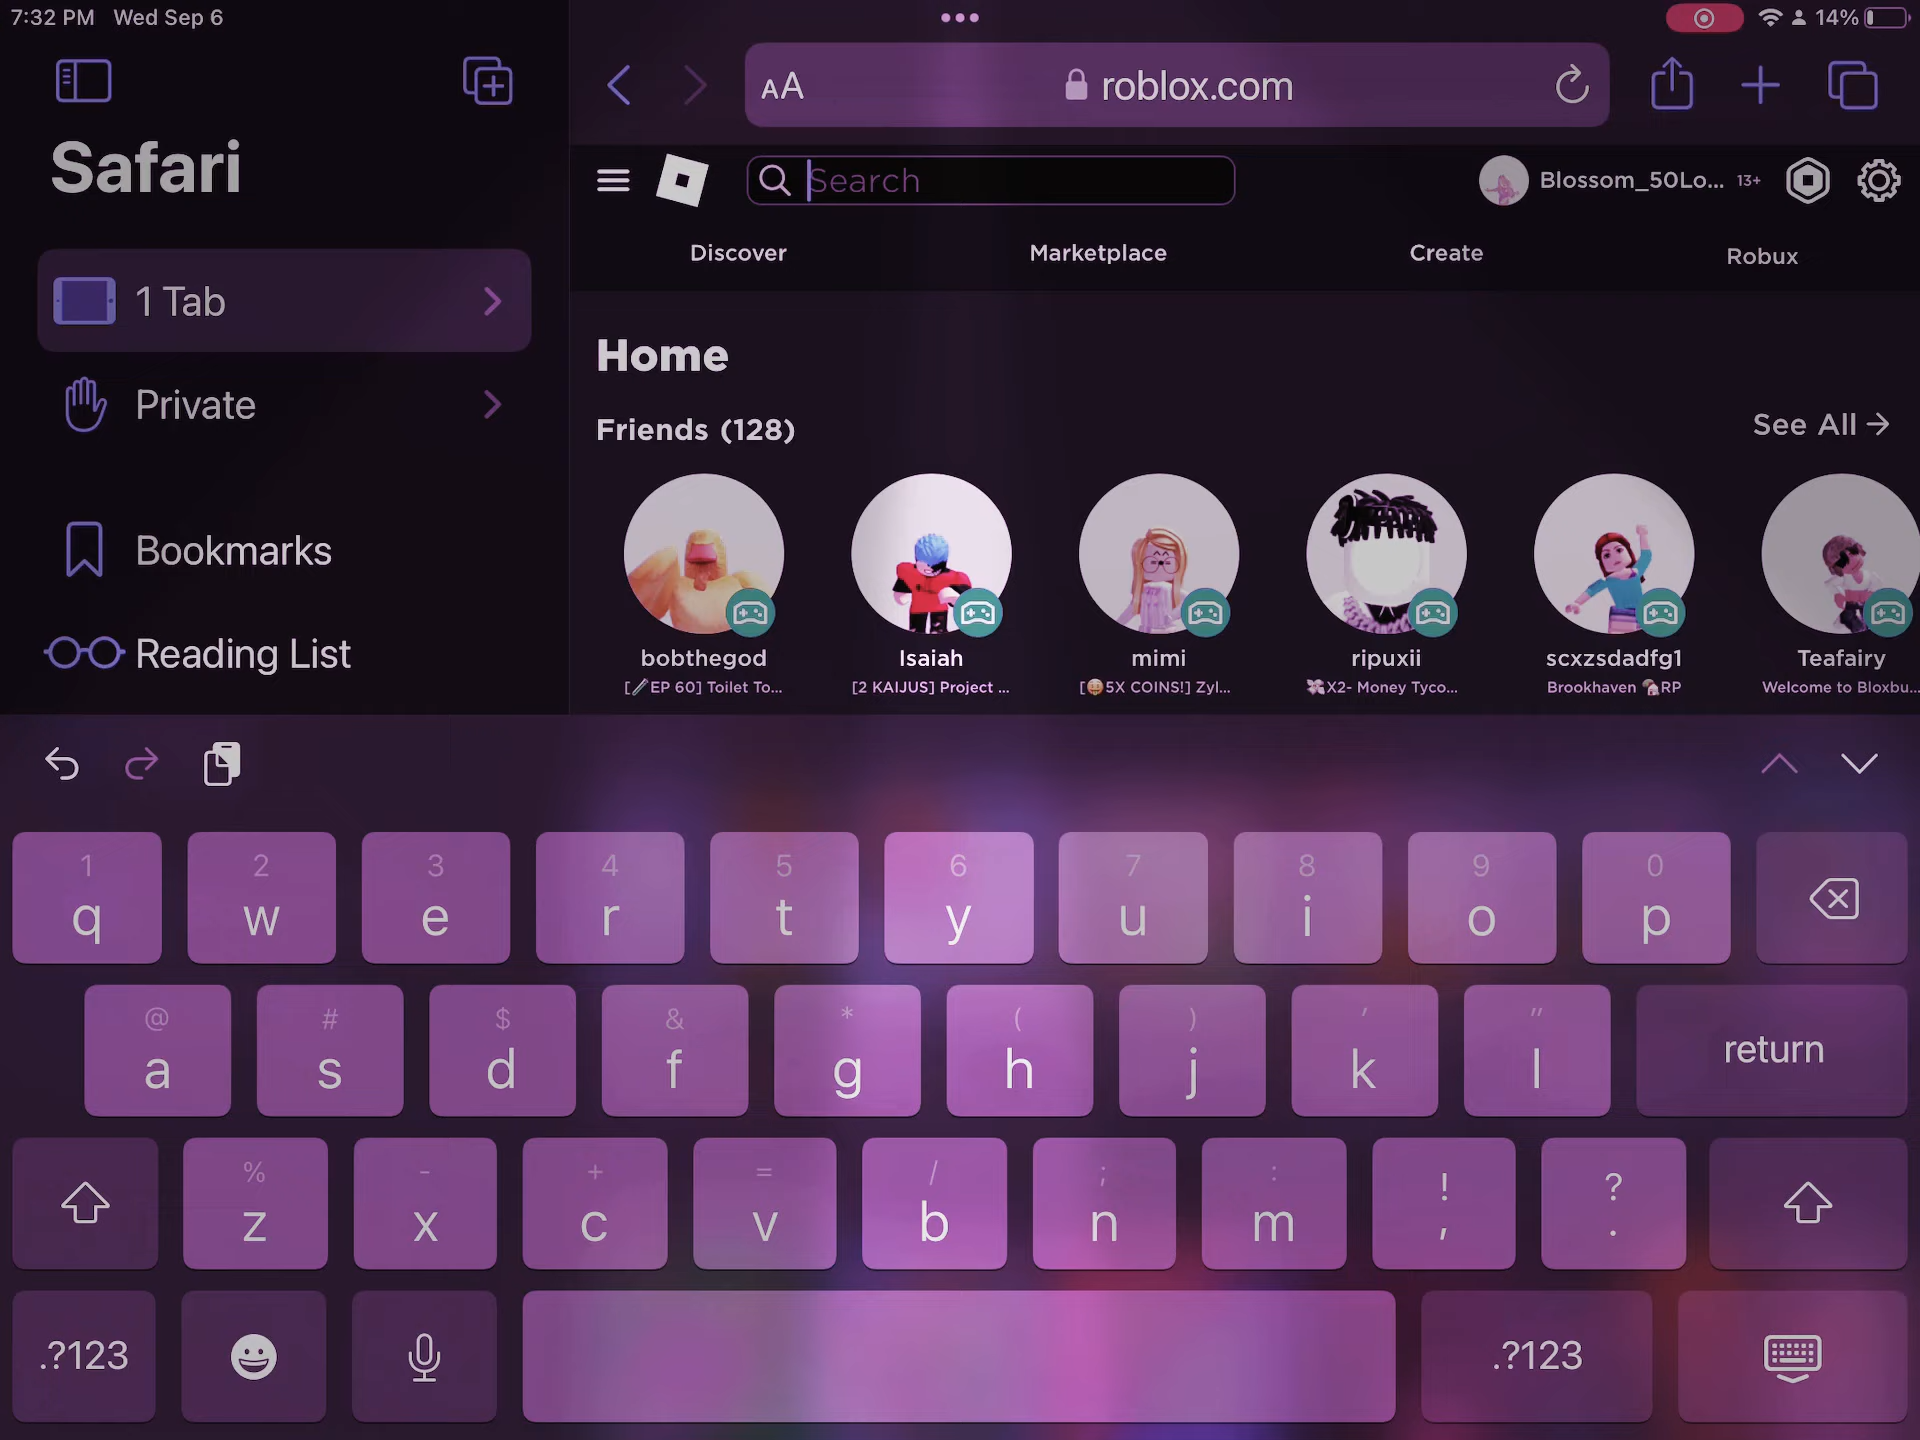 7:32 PM Wed Sep 6
14%
Safari
1 Tab
Private
Bookmarks
Reading List
AA
roblox.com
Search
Blossom_50Lo... 13+
Discover
Marketplace
Create
Robux
Home
Friends (128)
See All
bobthegod
[EP 60] Toilet To...
Isaiah
[2 KAIJUS] Project ...
mimi
[5X COINS!] Zyl...
ripuxii
X2- Money Tyco...
scxzsdadfg1
Brookhaven RP
Teafairy
Welcome to Bloxbu...
1 2 3 4 5 6 7 8 9 0
q w e r t y u i o p
@ # $ & * ( ) ' "
a s d f g h j k l return
% - + = / ; : ! ?
z x c v b n m , .
.?123 .?123